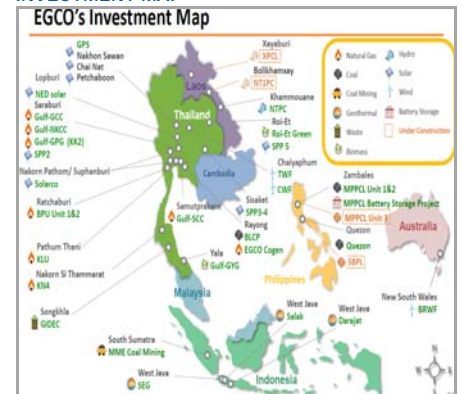 INVESTMENT MAP
EGCO's Investment Map
GPS
Nakhon Sawan
Chai Nat
Petchaboon
Lopburi
NED solar
Saraburi
Gulf-GCC
Gulf-NKCC
Gulf-GPG (KK2)
SPP2
Nakorn Pathom/ Suphanburi
Solarco
Ratchaburi
BPU Unit 1&2
Pathum Thani
KLU
Nakorn Si Thammarat
KN4
Songkhla
GIDEC
Xayaburi
XPCL
Bolikhamxay
NT1PC
Khammouane
NTPC
Roi-Et
Roi-Et Green
SPP 5
Laos
Thailand
Cambodia
Chaiyaphum
TWF
CWF
Sisaket
SPP3-4
Rayong
BLCP
EGCO Cogen
Samutprakarn
Gulf-SCC
Yala
Gulf-GYG
Malaysia
South Sumatra
MME Coal Mining
West Java
SEG
West Java
Salak
West Java
Darajat
Indonesia
Zambales
MPPCL Unit 1&2
MPPCL Battery Storage Project
MPPCL Unit 3
Quezon
Quezon
SBPL
Philippines
Australia
New South Wales
BRWF
Natural Gas
Coal
Coal Mining
Geothermal
Waste
Biomass
Hydro
Solar
Wind
Battery Storage
Under Construction